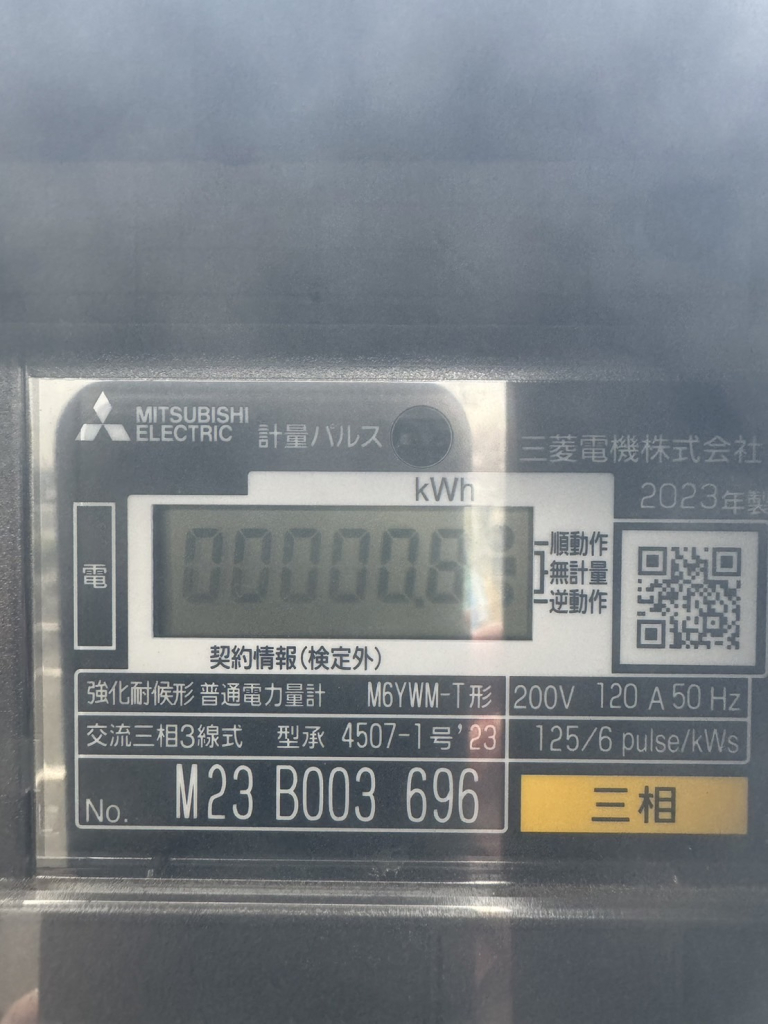 MITSUBISHI
ELECTRIC
計量パルス
三菱電機株式会社
kWh
2023年製
電
00000.8
順動作
無計量
逆動作
契約情報(検定外)
強化耐候形 普通電力量計 M6YWM-T形 200V 120 A 50 Hz
交流三相3線式 型承 4507-1号'23 125/6 pulse/kWs
No. M23 B003 696
三相